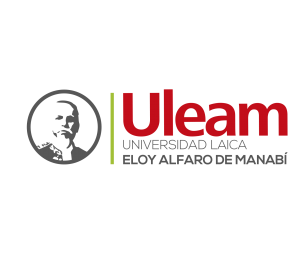 Uleam
UNIVERSIDAD LAICA
ELOY ALFARO DE MANABÍ